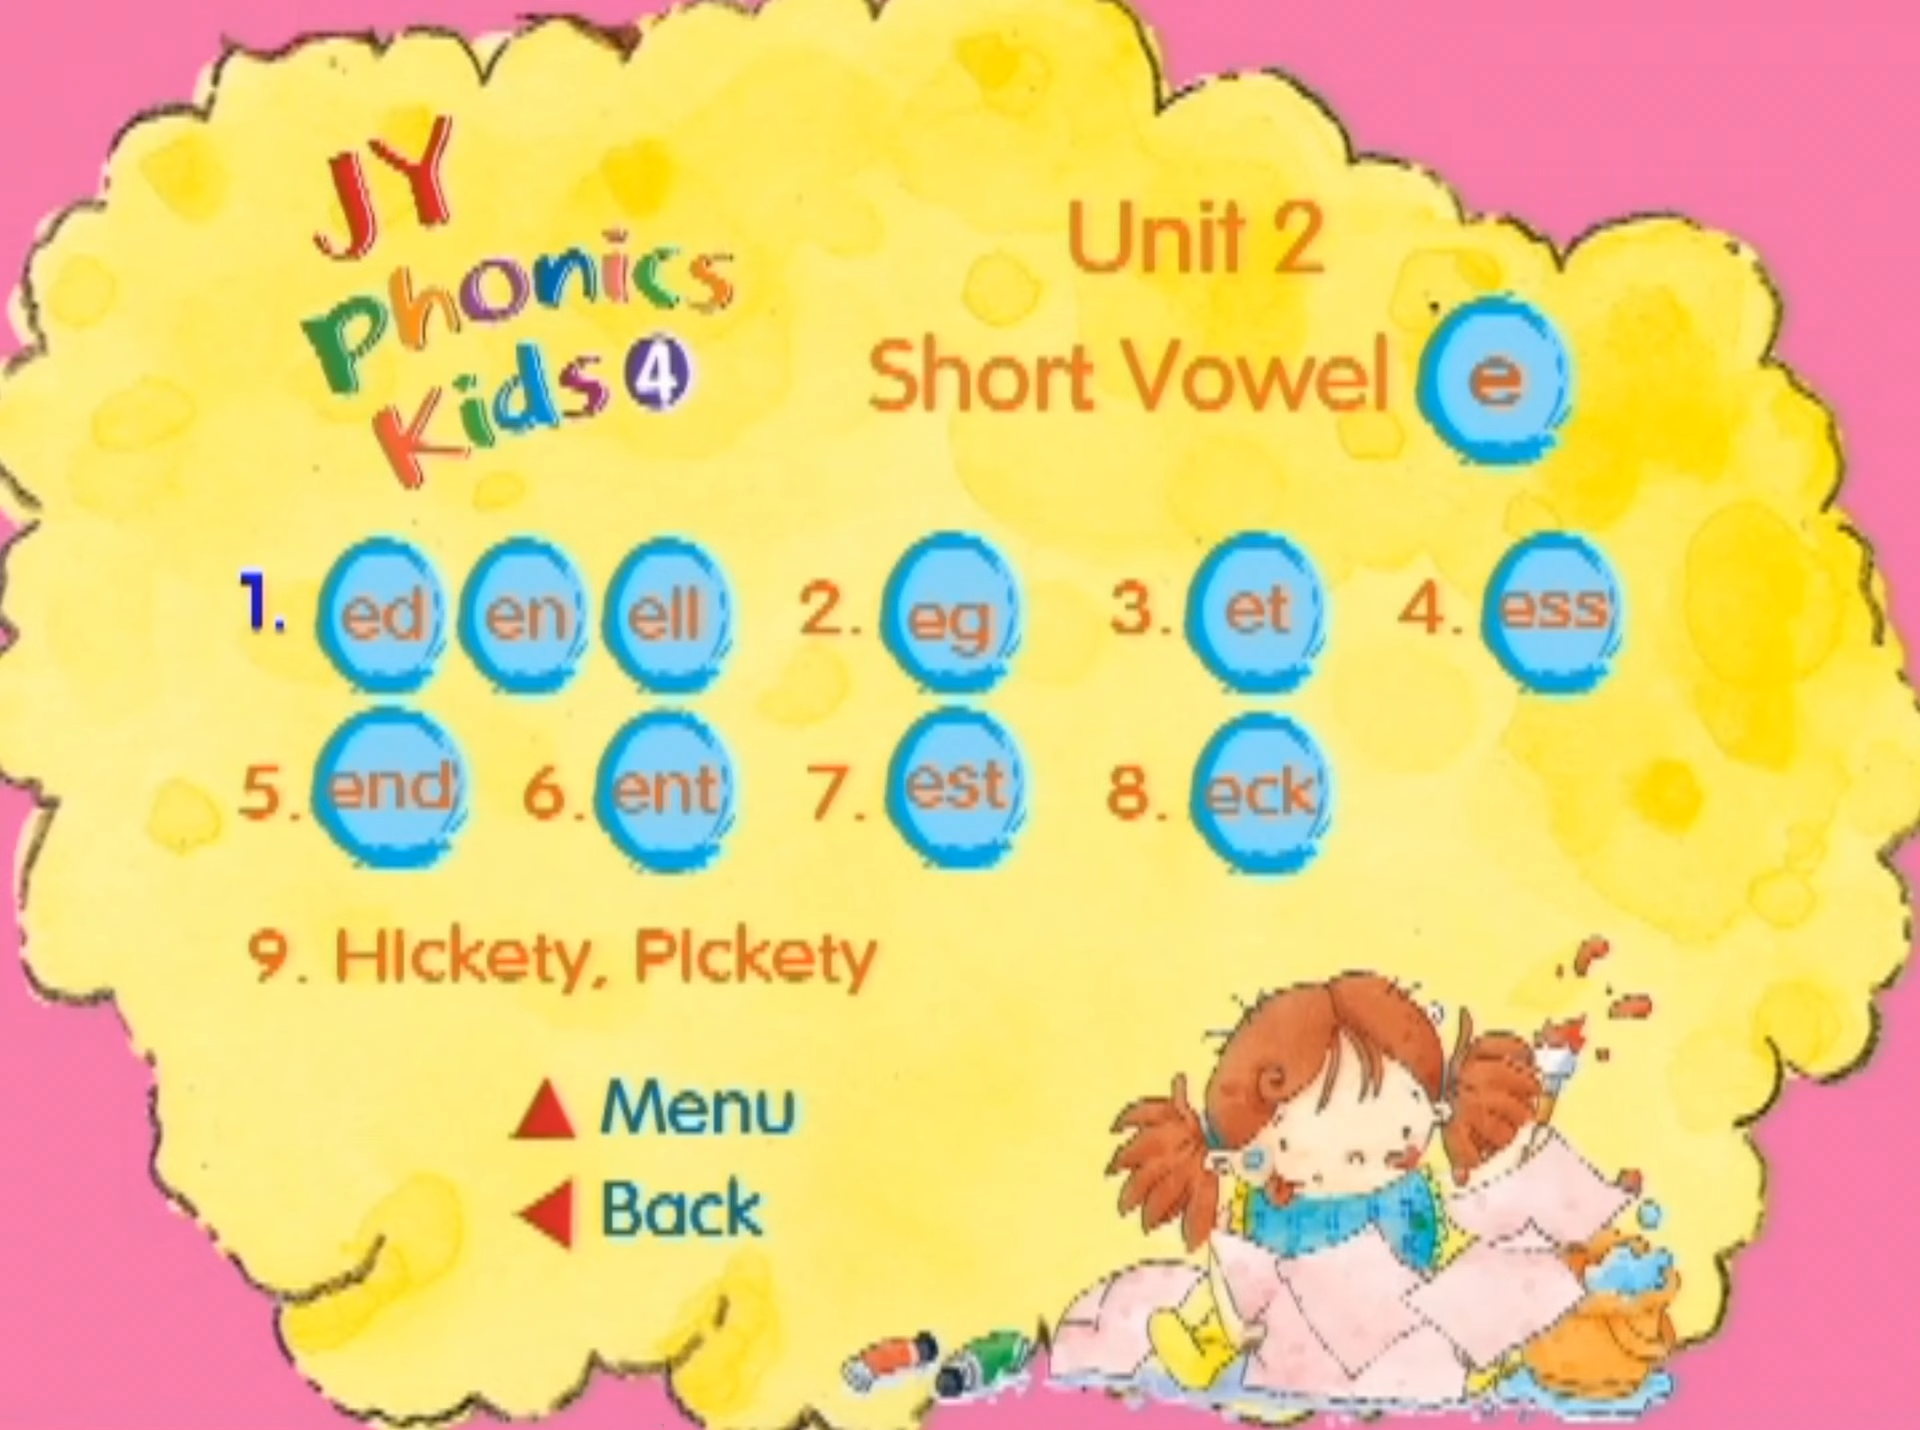 JY
Phonics
Kids 4
Unit 2
Short Vowel e
1. ed en ell 2. eg 3. et 4. ess
5. end 6. ent 7. est 8. eck
9. HIckety, PIckety
Menu
Back